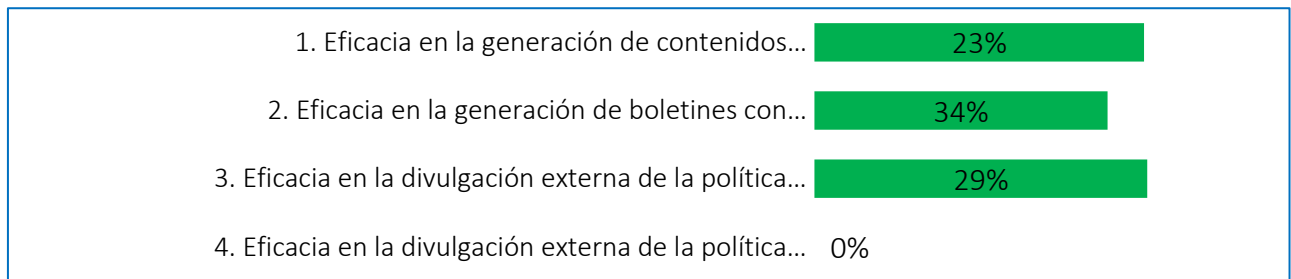 1. Eficacia en la generación de contenidos... 23%
2. Eficacia en la generación de boletines con... 34%
3. Eficacia en la divulgación externa de la política... 29%
4. Eficacia en la divulgación externa de la política... 0%